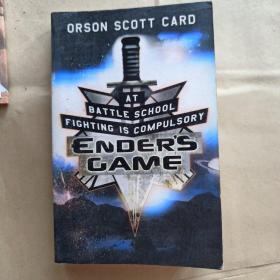 ORSON SCOTT CARD
AT
BATTLE SCHOOL
FIGHTING IS COMPULSORY
ENDER'S
GAME